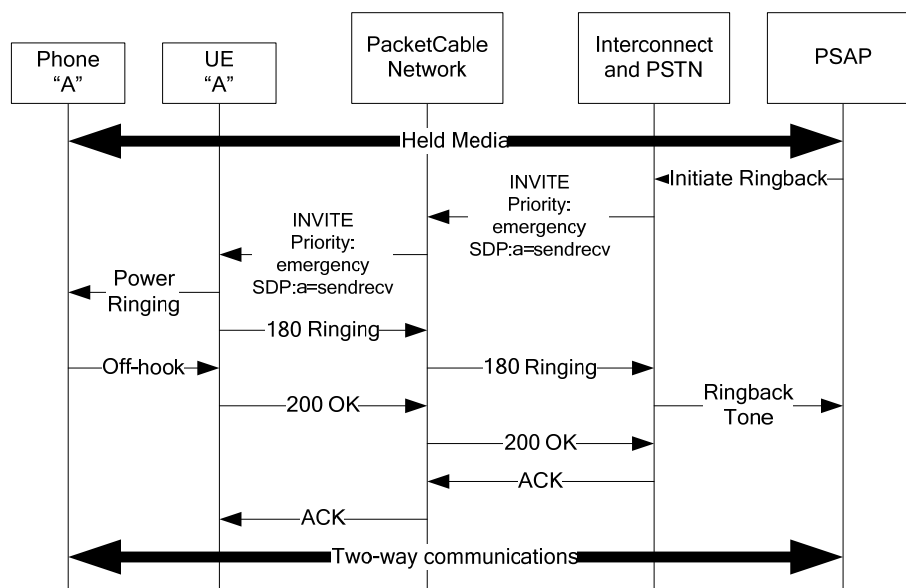 Phone
“A”
UE
“A”
PacketCable
Network
Interconnect
and PSTN
PSAP
Held Media
Initiate Ringback
INVITE
Priority:
emergency
SDP:a=sendrecv
INVITE
Priority:
emergency
SDP:a=sendrecv
Power
Ringing
180 Ringing
Off-hook
180 Ringing
200 OK
Ringback
Tone
200 OK
ACK
ACK
Two-way communications